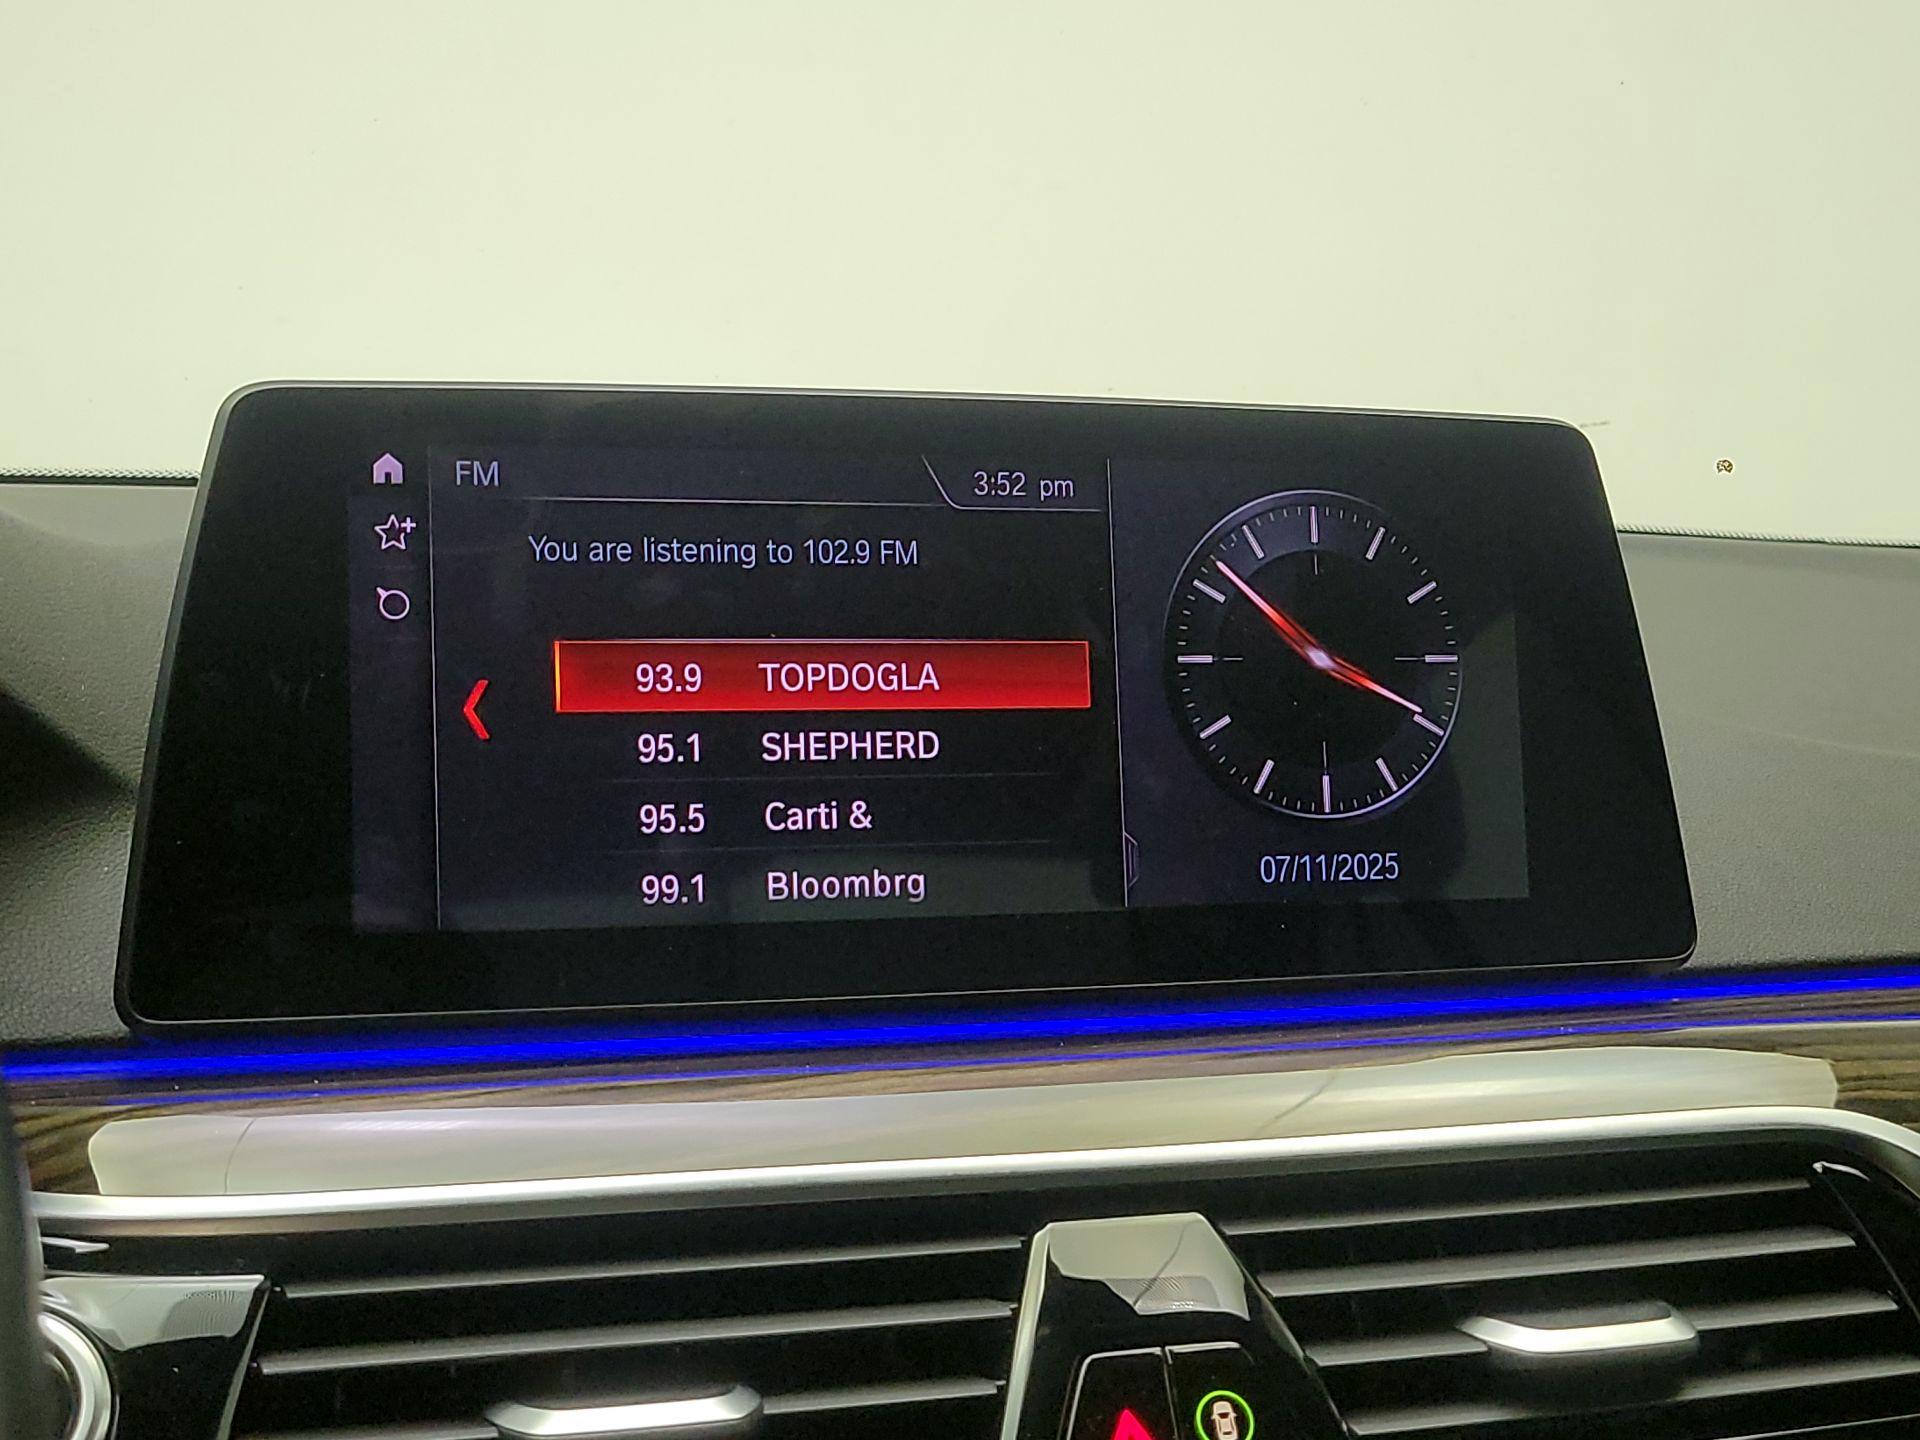 FM
3:52 pm
You are listening to 102.9 FM
93.9 TOPDOGLA
95.1 SHEPHERD
95.5 Carti &
99.1 Bloombrg
07/11/2025